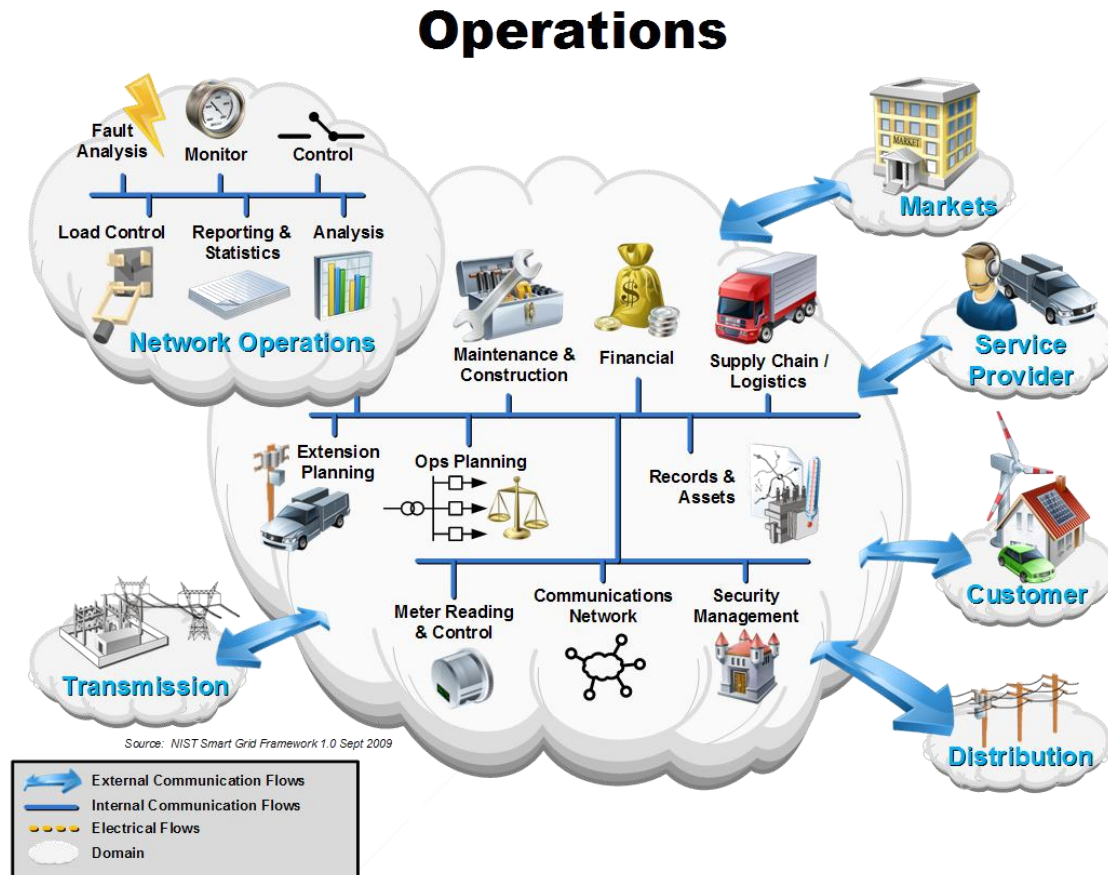 Operations
Fault
Analysis
Monitor
Control
Load Control
Reporting &
Statistics
Analysis
Network Operations
MARKET
Markets
Service
Provider
Maintenance &
Construction
Financial
$
Supply Chain /
Logistics
Extension
Planning
Ops Planning
Records &
Assets
N
Customer
Meter Reading
& Control
Communications
Network
Security
Management
Transmission
Distribution
Source: NIST Smart Grid Framework 1.0 Sept 2009
External Communication Flows
Internal Communication Flows
Electrical Flows
Domain